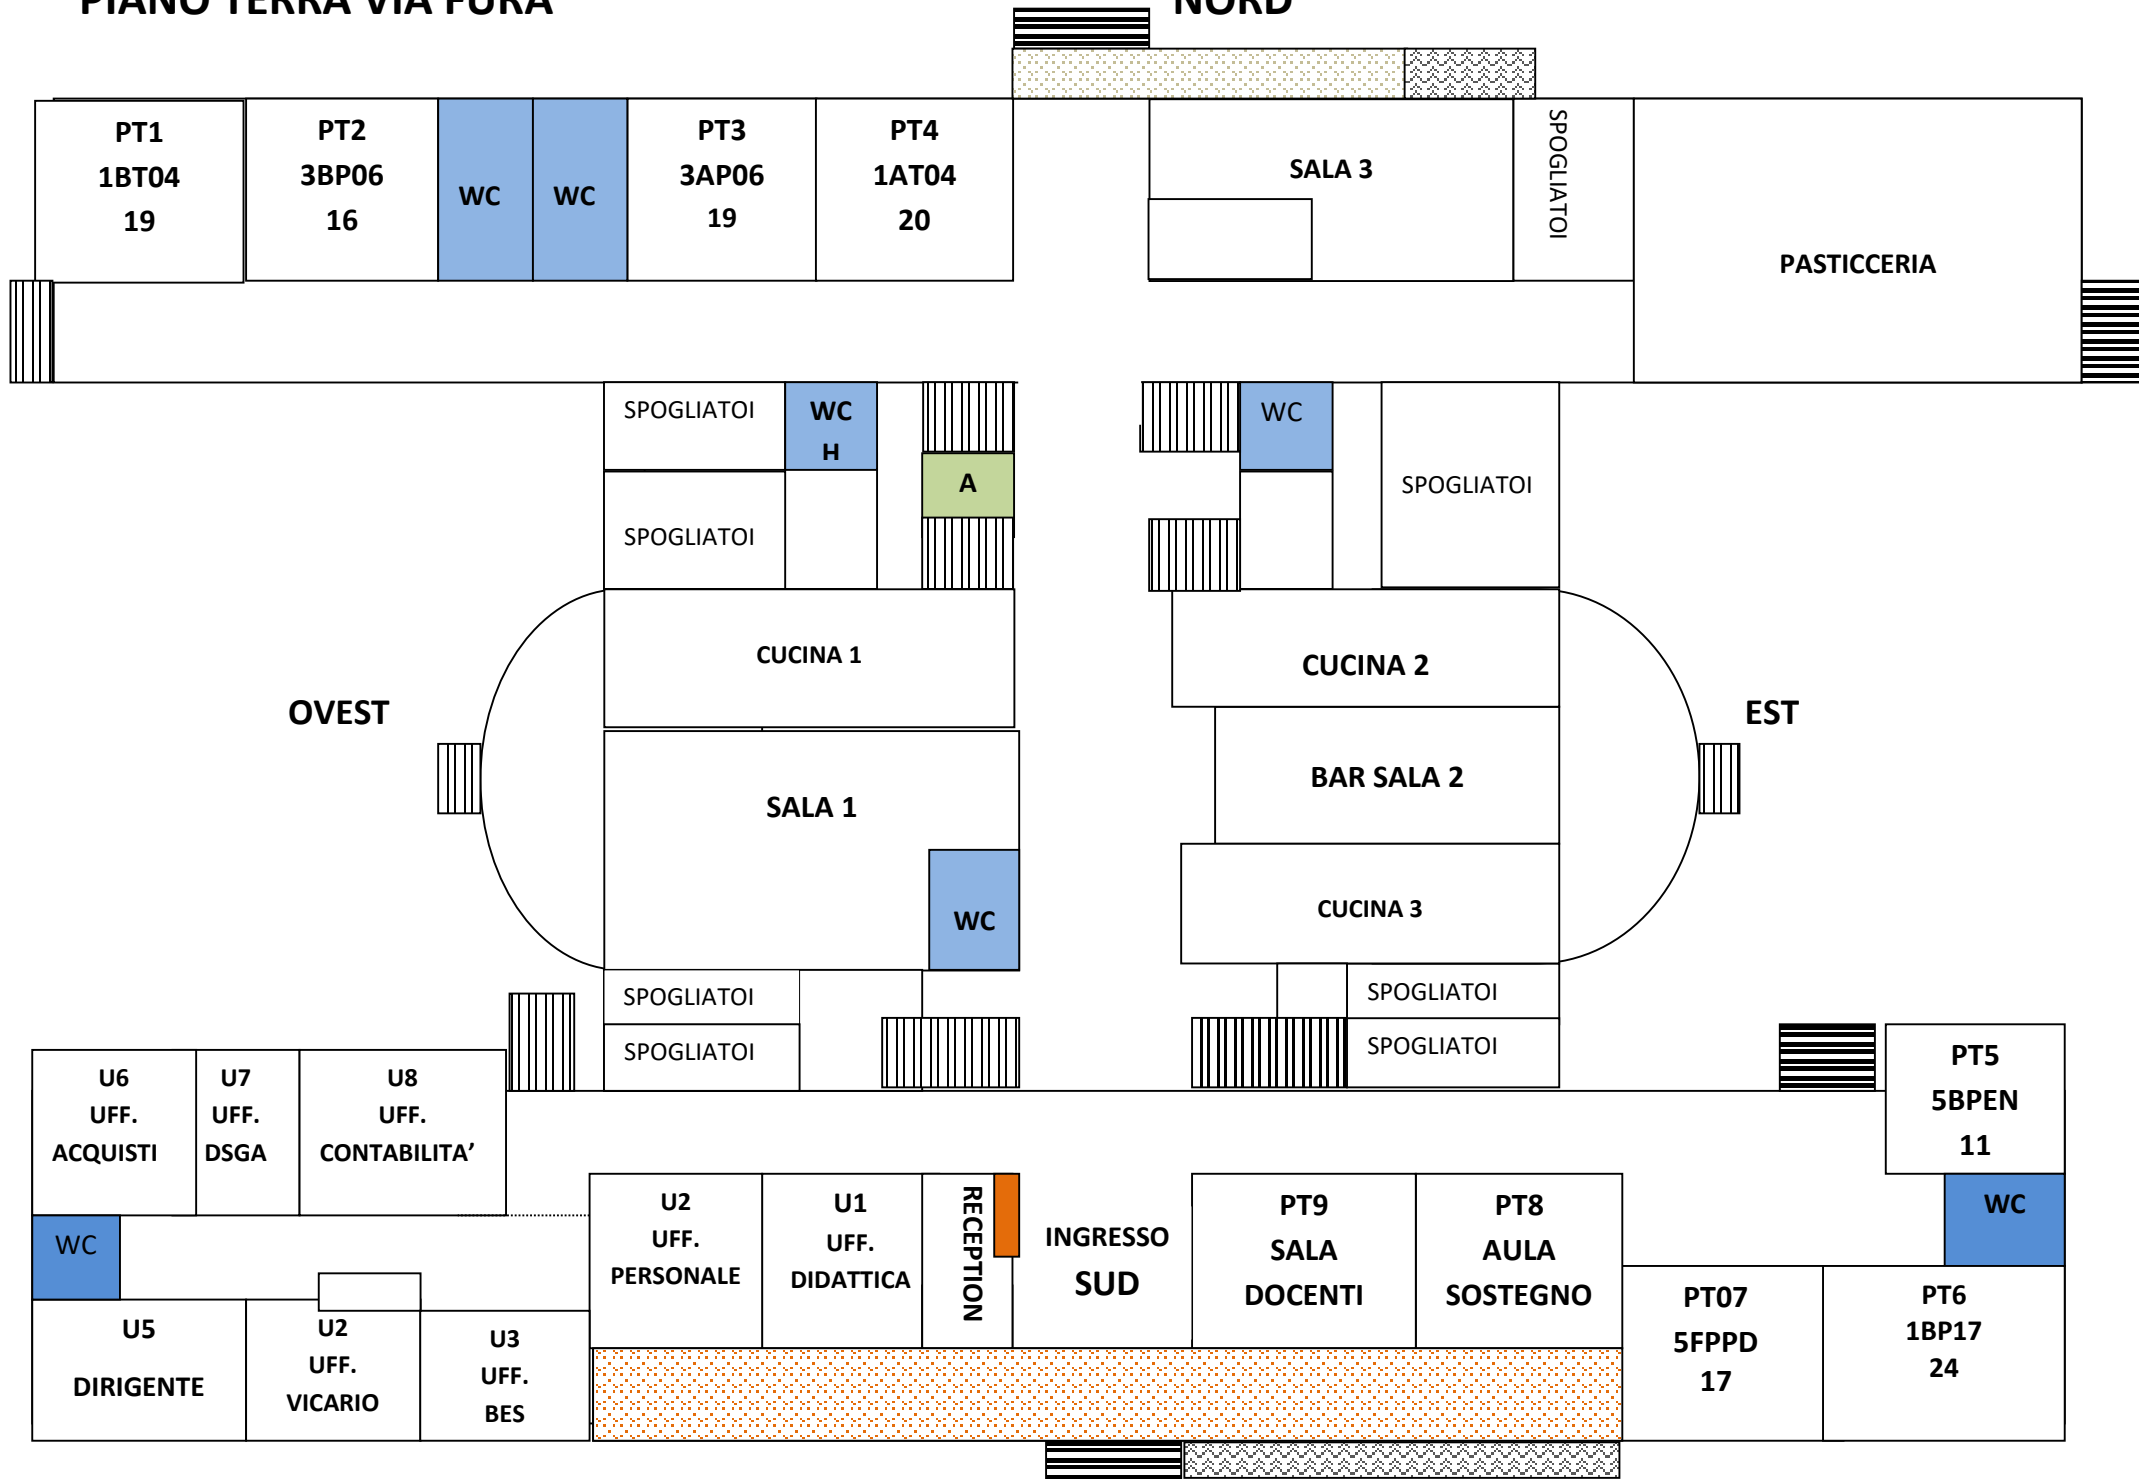 PIANO TERRA VIA FURA
NORD
PT1
1BT04
19
PT2
3BP06
16
WC
WC
PT3
3AP06
19
PT4
1AT04
20
SALA 3
SPOGLIATOI
PASTICCERIA
SPOGLIATOI
WC
H
A
SPOGLIATOI
WC
SPOGLIATOI
CUCINA 1
CUCINA 2
OVEST
EST
SALA 1
BAR SALA 2
WC
CUCINA 3
SPOGLIATOI
SPOGLIATOI
SPOGLIATOI
SPOGLIATOI
U6
UFF.
ACQUISTI
U7
UFF.
DSGA
U8
UFF.
CONTABILITA’
PT5
5BPEN
11
WC
WC
U2
UFF.
PERSONALE
U1
UFF.
DIDATTICA
RECEPTION
INGRESSO
SUD
PT9
SALA
DOCENTI
PT8
AULA
SOSTEGNO
PT07
5FPPD
17
PT6
1BP17
24
U5
DIRIGENTE
U2
UFF.
VICARIO
U3
UFF.
BES